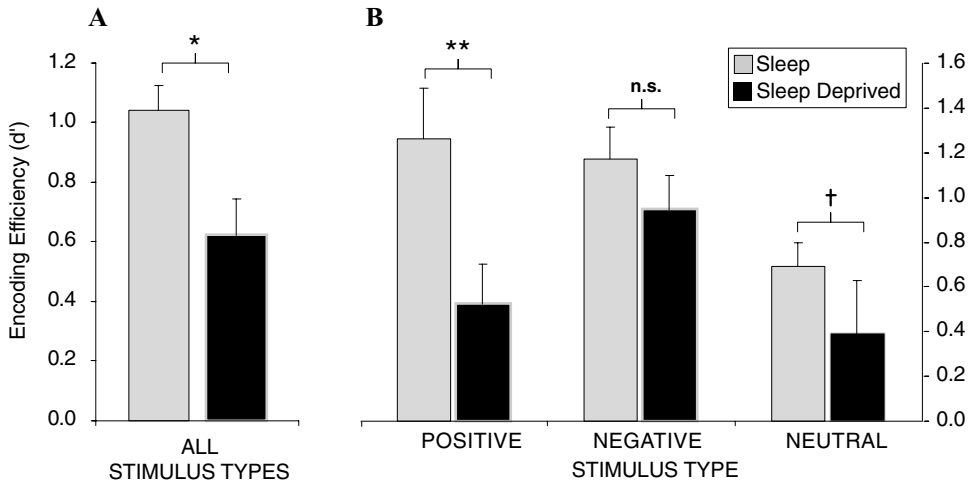 A
B
*
**
n.s.
†
Sleep
Sleep Deprived
Encoding Efficiency (d')
1.2
1.0
0.8
0.6
0.4
0.2
0.0
1.6
1.4
1.2
1.0
0.8
0.6
0.4
0.2
0.0
ALL
STIMULUS TYPES
POSITIVE NEGATIVE NEUTRAL
STIMULUS TYPE